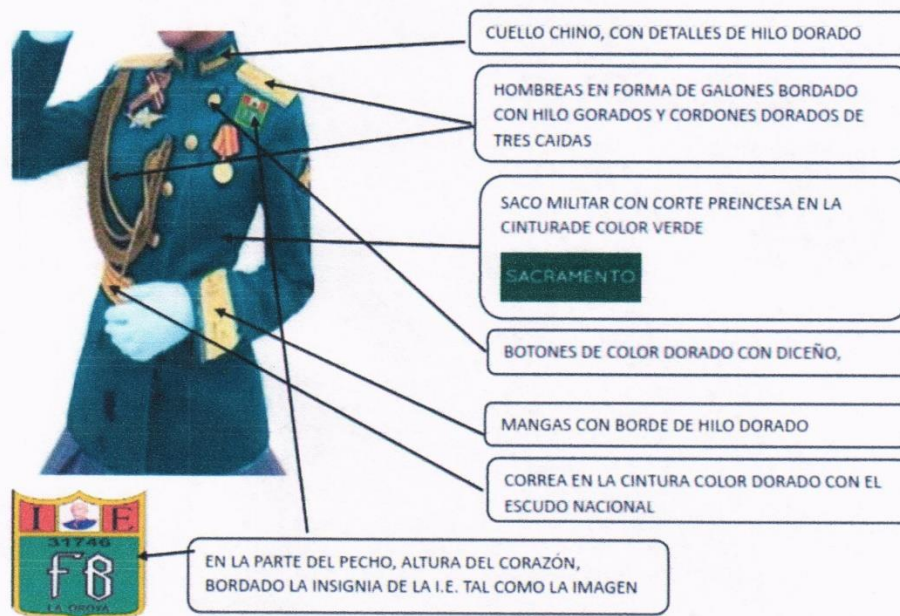 CUELLO CHINO, CON DETALLES DE HILO DORADO
HOMBREAS EN FORMA DE GALONES BORDADO
CON HILO GORADOS Y CORDONES DORADOS DE
TRES CAIDAS
SACO MILITAR CON CORTE PREINCESA EN LA
CINTURADE COLOR VERDE
SACRAMENTO
BOTONES DE COLOR DORADO CON DICEÑO,
MANGAS CON BORDE DE HILO DORADO
CORREA EN LA CINTURA COLOR DORADO CON EL
ESCUDO NACIONAL
I E
31746
FB
LA OROYA
EN LA PARTE DEL PECHO, ALTURA DEL CORAZÓN,
BORDADO LA INSIGNIA DE LA I.E. TAL COMO LA IMAGEN